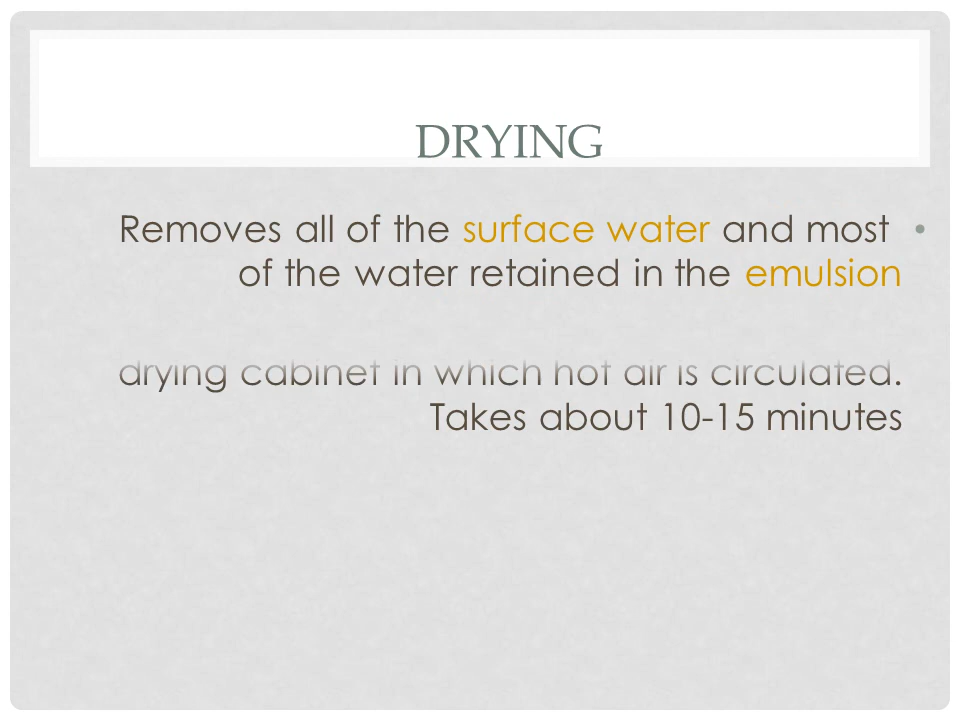 DRYING
• Removes all of the surface water and most
of the water retained in the emulsion
drying cabinet in which hot air is circulated.
Takes about 10-15 minutes